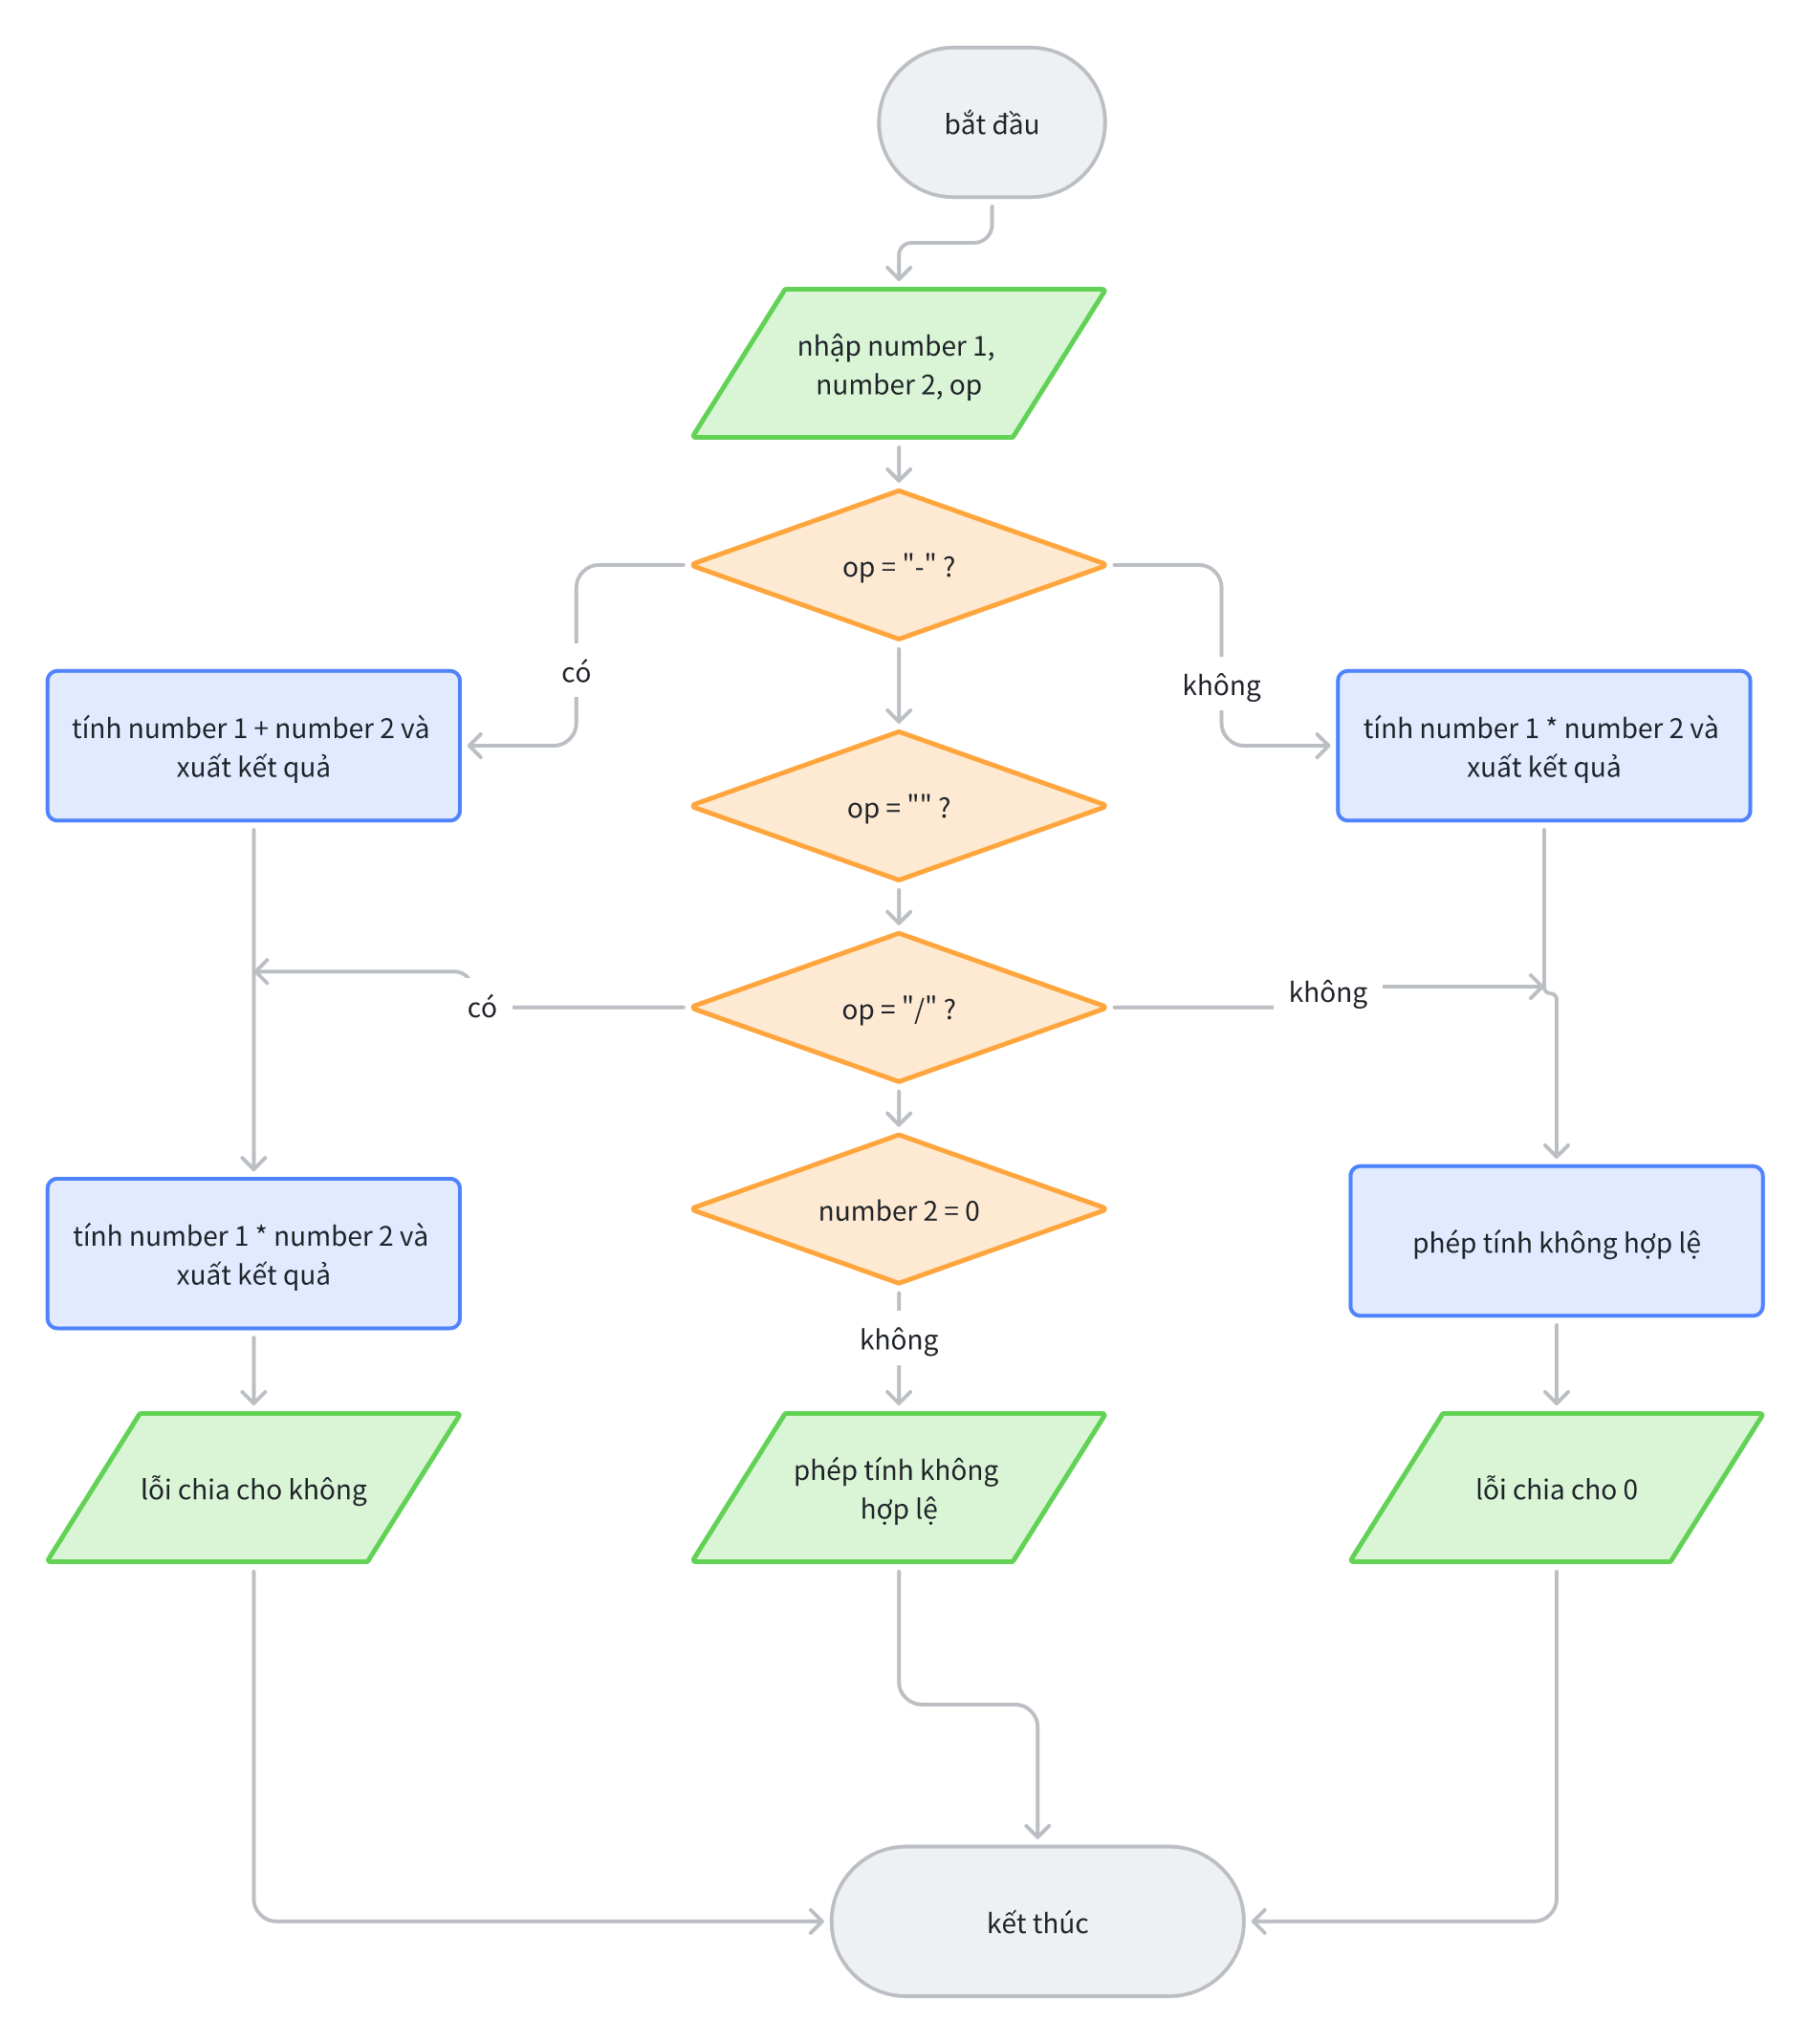 bắt đầu
nhập number 1,
number 2, op
op = "-" ?
có
không
tính number 1 + number 2 và
xuất kết quả
op = "" ?
tính number 1 * number 2 và
xuất kết quả
có
op = "/" ?
không
tính number 1 * number 2 và
xuất kết quả
number 2 = 0
phép tính không hợp lệ
không
lỗi chia cho không
phép tính không
hợp lệ
lỗi chia cho 0
kết thúc